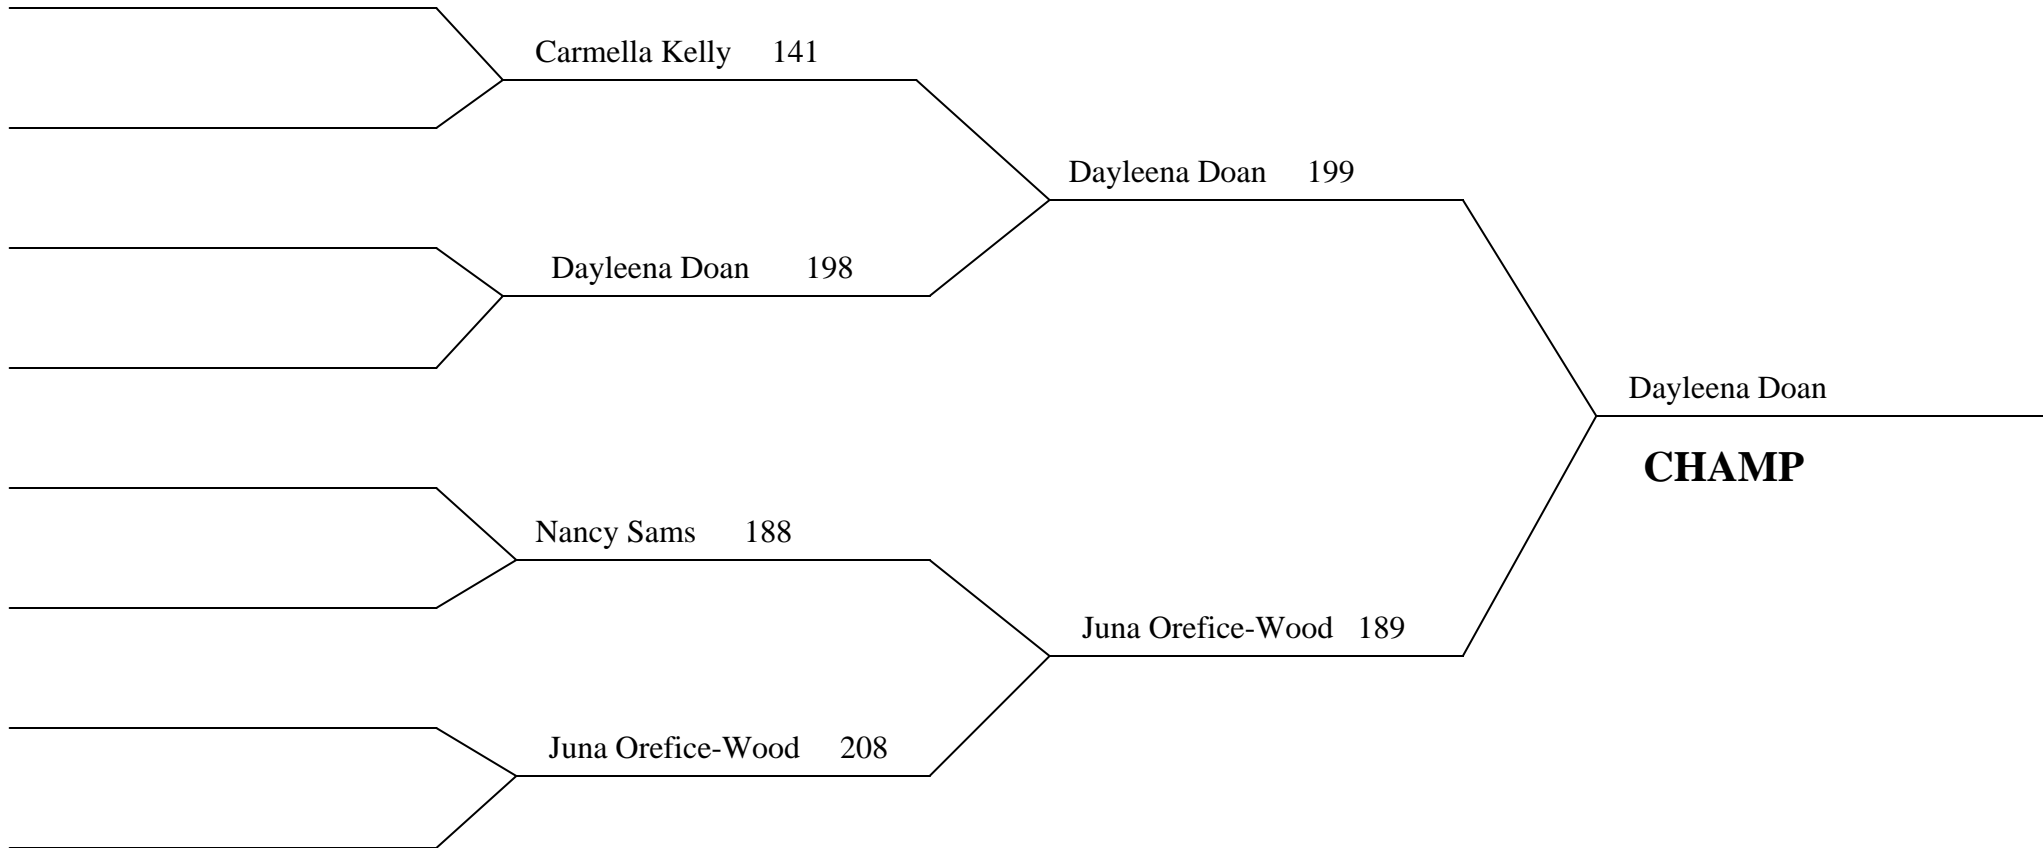 Carmella Kelly 141
Dayleena Doan 199
Dayleena Doan 198
Dayleena Doan
CHAMP
Nancy Sams 188
Juna Orefice-Wood 189
Juna Orefice-Wood 208